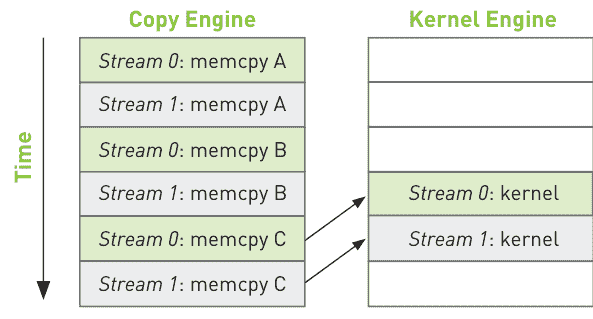 Copy Engine
Kernel Engine
Time
Stream 0: memcpy A
Stream 1: memcpy A
Stream 0: memcpy B
Stream 1: memcpy B
Stream 0: kernel
Stream 0: memcpy C
Stream 1: kernel
Stream 1: memcpy C